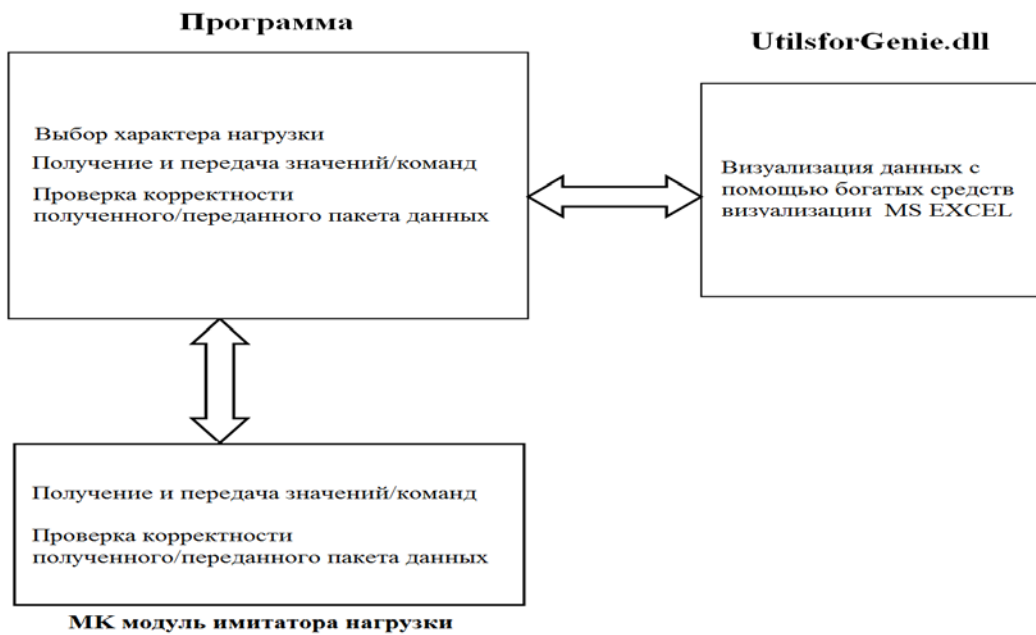 Программа
Выбор характера нагрузки
Получение и передача значений/команд
Проверка корректности
полученного/переданного пакета данных
UtilsforGenie.dll
Визуализация данных с
помощью богатых средств
визуализации MS EXCEL
Получение и передача значений/команд
Проверка корректности
полученного/переданного пакета данных
МК модуль имитатора нагрузки